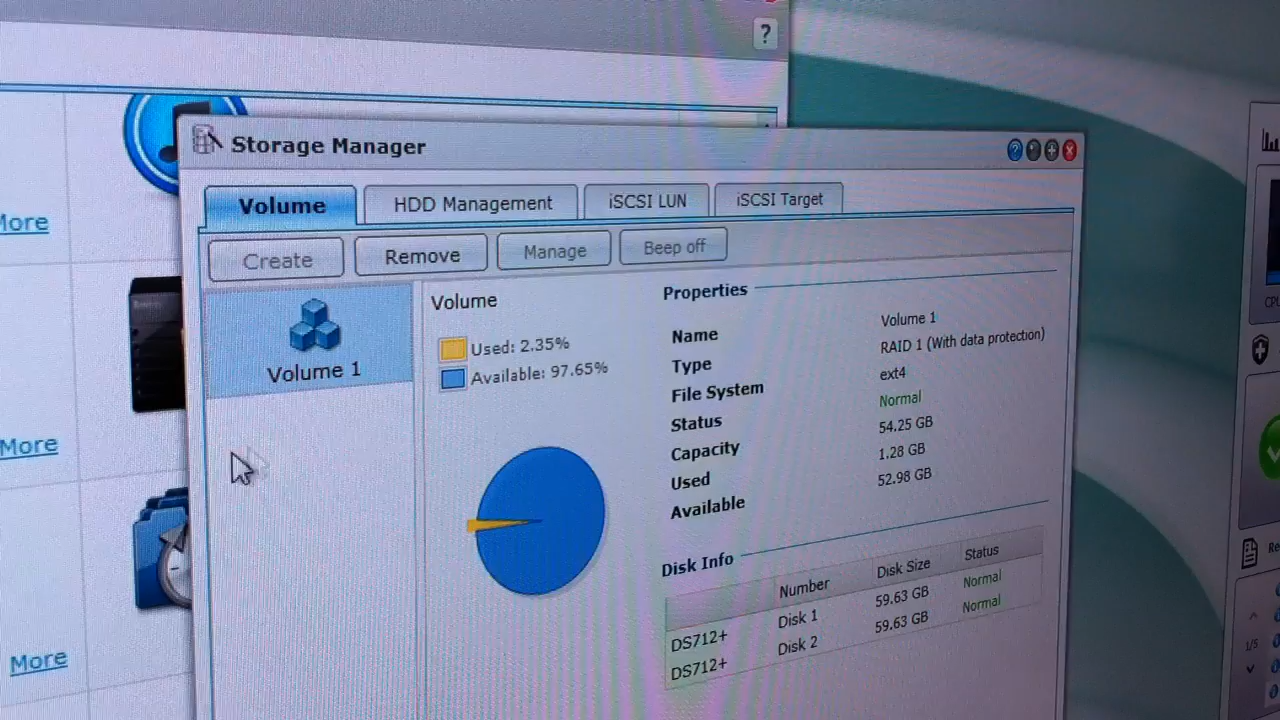 ?
Storage Manager
Volume HDD Management iSCSI LUN iSCSI Target
More
Create Remove Manage Beep off
Volume 1
Volume
Used: 2.35%
Available: 97.65%
Properties
Name Volume 1
Type RAID 1 (With data protection)
File System ext4
Status Normal
Capacity 54.25 GB
Used 1.28 GB
Available 52.98 GB
More
Disk Info
Number Disk Size Status
DS712+ Disk 1 59.63 GB Normal
DS712+ Disk 2 59.63 GB Normal
More
1/5